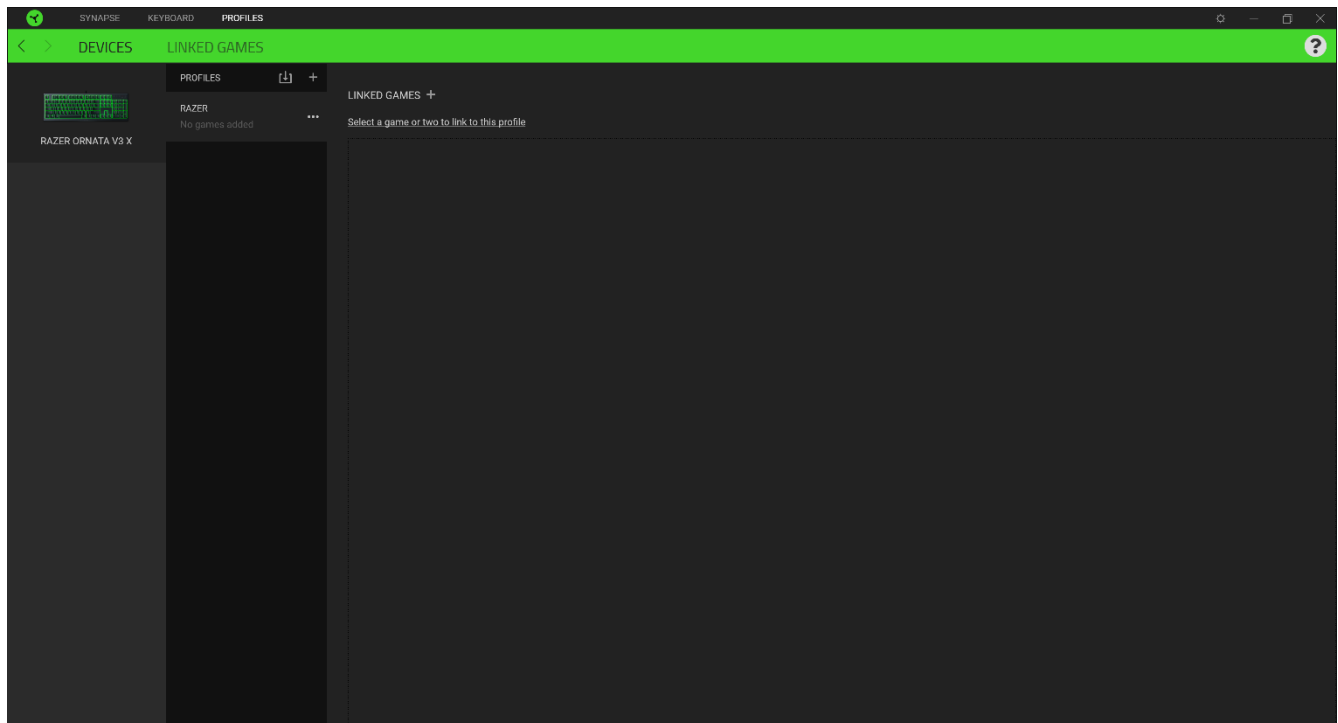 SYNAPSE KEYBOARD PROFILES
DEVICES LINKED GAMES
?
PROFILES
LINKED GAMES +
RAZER
No games added
Select a game or two to link to this profile
RAZER ORNATA V3 X